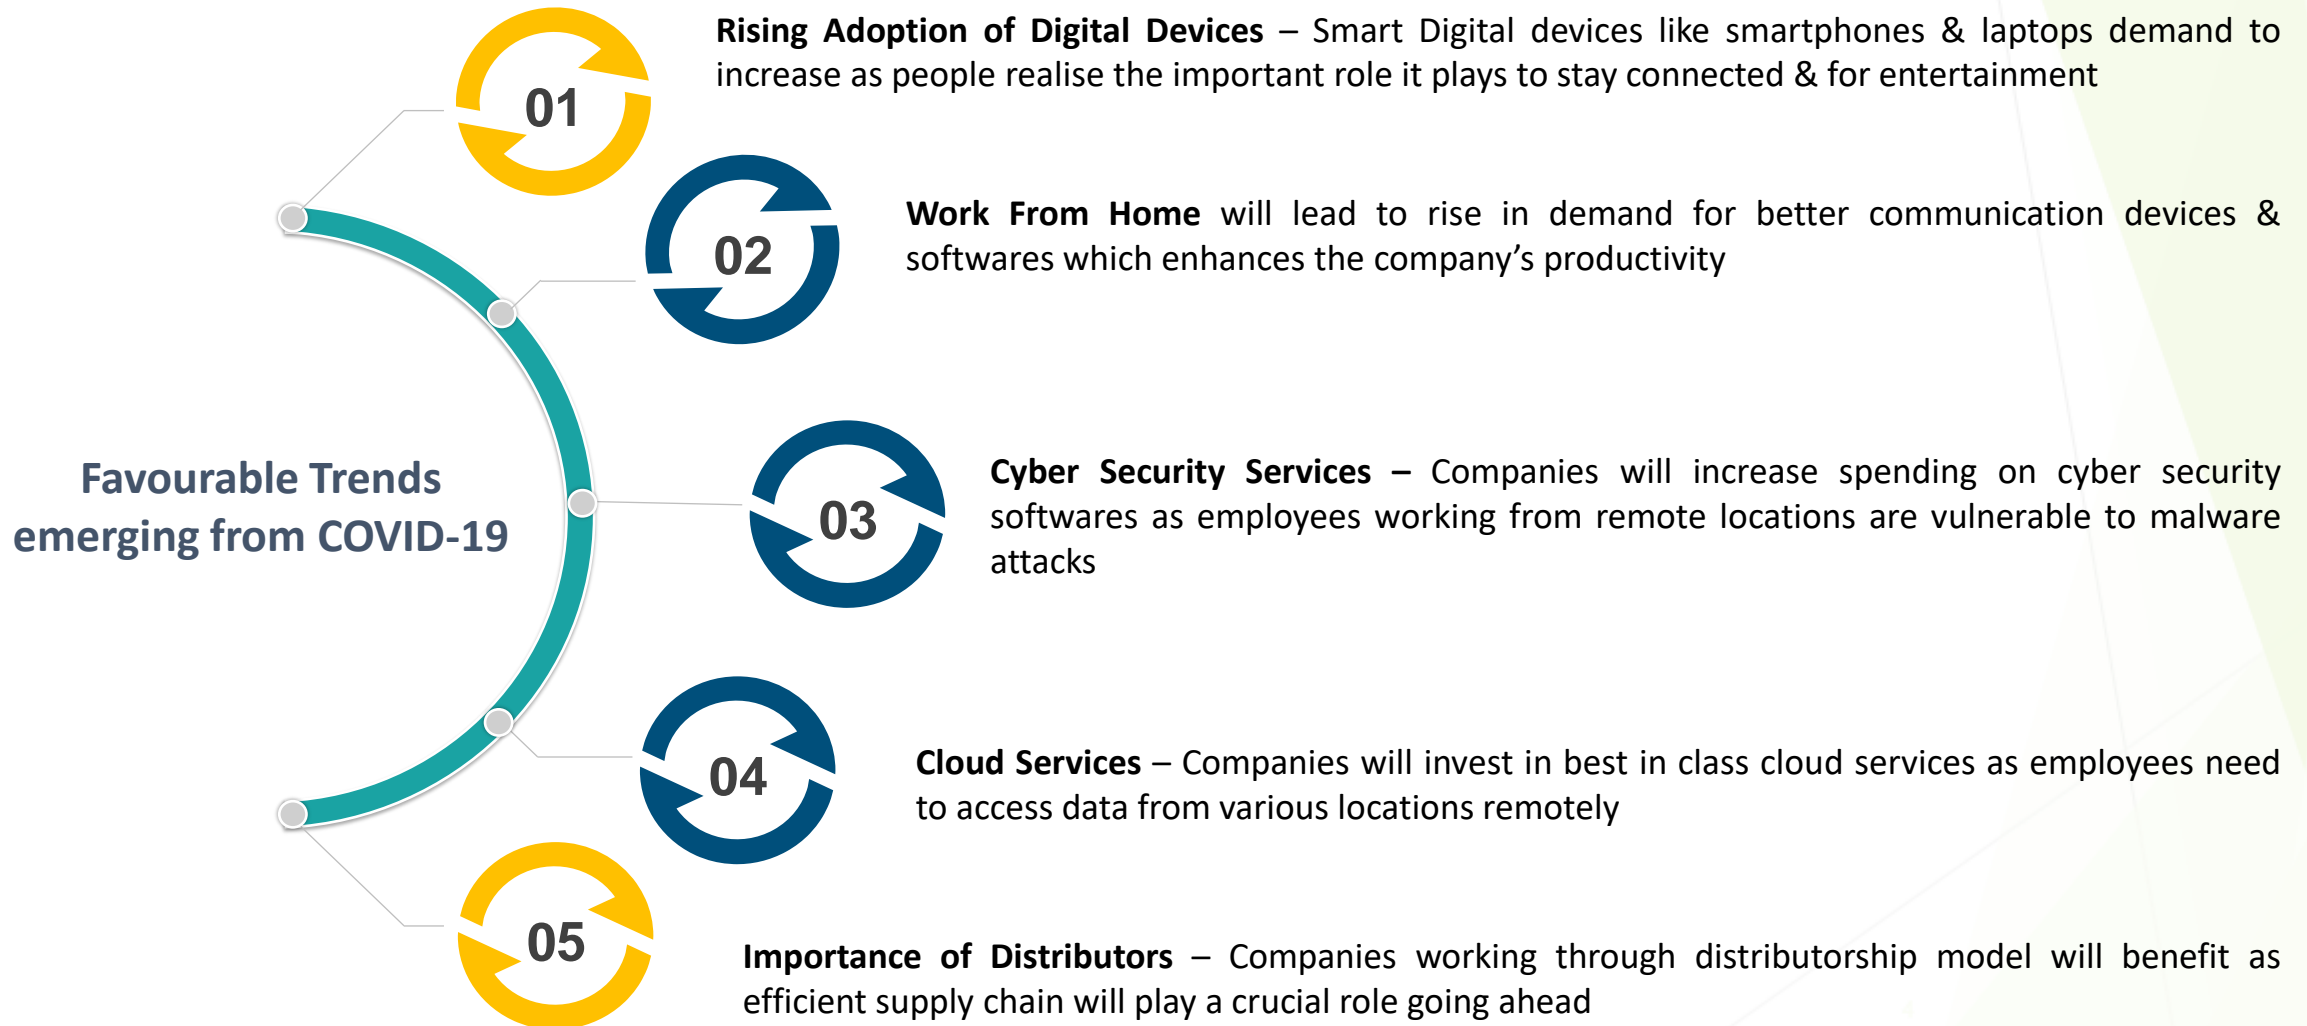 01
Rising Adoption of Digital Devices – Smart Digital devices like smartphones & laptops demand to
increase as people realise the important role it plays to stay connected & for entertainment
02
Work From Home will lead to rise in demand for better communication devices &
softwares which enhances the company’s productivity
Favourable Trends
emerging from COVID-19
03
Cyber Security Services – Companies will increase spending on cyber security
softwares as employees working from remote locations are vulnerable to malware
attacks
04
Cloud Services – Companies will invest in best in class cloud services as employees need
to access data from various locations remotely
05
Importance of Distributors – Companies working through distributorship model will benefit as
efficient supply chain will play a crucial role going ahead